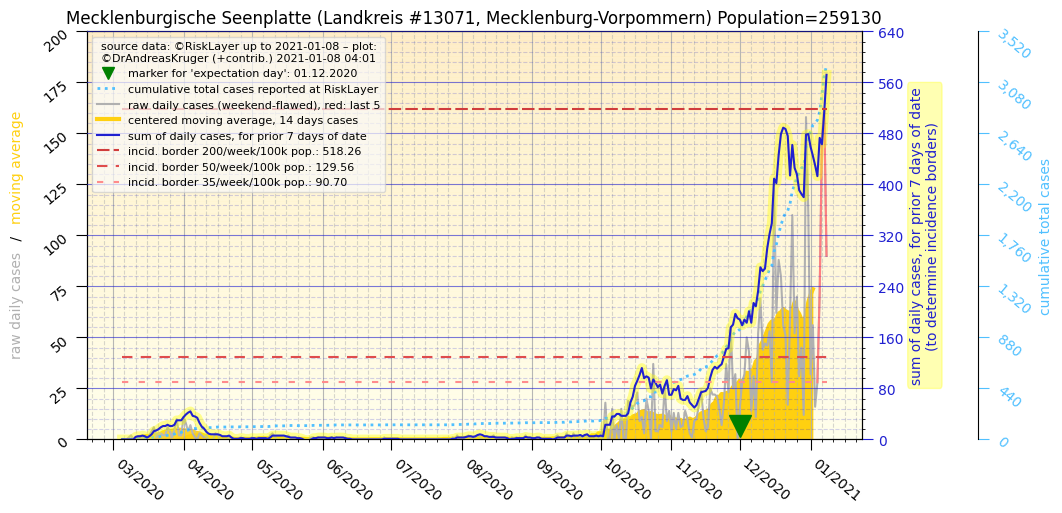 Mecklenburgische Seenplatte (Landkreis #13071, Mecklenburg-Vorpommern) Population=259130
source data: ©RiskLayer up to 2021-01-08 – plot:
©DrAndreasKruger (+contrib.) 2021-01-08 04:01
marker for 'expectation day': 01.12.2020
cumulative total cases reported at RiskLayer
raw daily cases (weekend-flawed), red: last 5
centered moving average, 14 days cases
sum of daily cases, for prior 7 days of date
incid. border 200/week/100k pop.: 518.26
incid. border 50/week/100k pop.: 129.56
incid. border 35/week/100k pop.: 90.70
raw daily cases / moving average
200
175
150
125
100
75
50
25
0
03/2020
04/2020
05/2020
06/2020
07/2020
08/2020
09/2020
10/2020
11/2020
12/2020
01/2021
640
560
480
400
320
240
160
80
0
sum of daily cases, for prior 7 days of date
(to determine incidence borders)
3,520
3,080
2,640
2,200
1,760
1,320
880
440
0
cumulative total cases